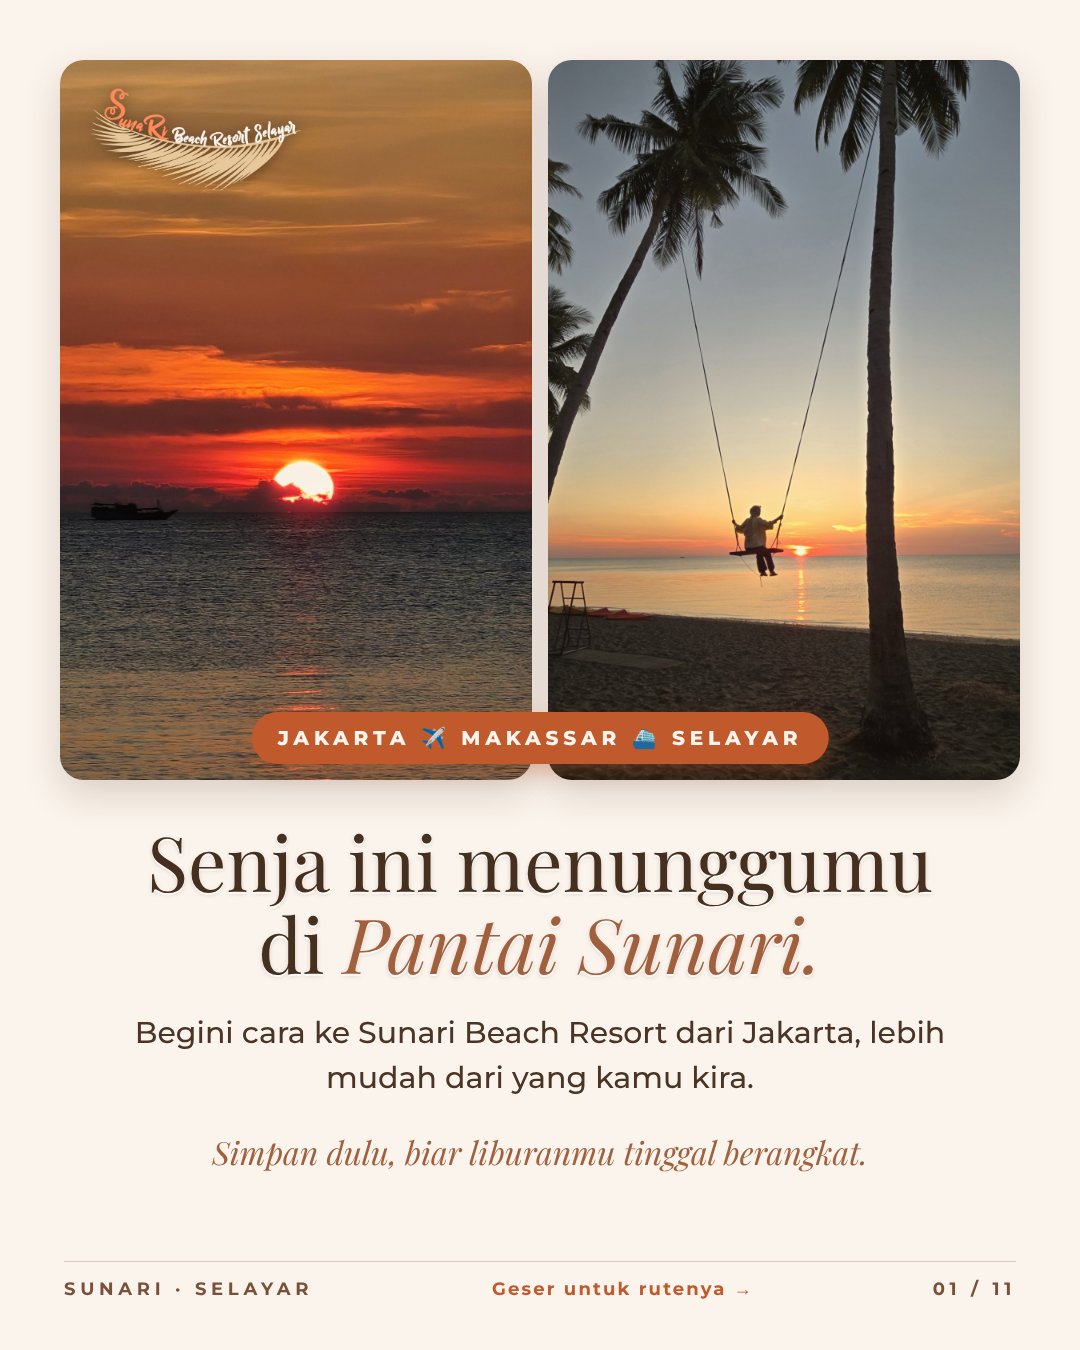 SunaRi Beach Resort Selayar
JAKARTA ✈️ MAKASSAR ⛴️ SELAYAR
Senja ini menunggumu
di Pantai Sunari.
Begini cara ke Sunari Beach Resort dari Jakarta, lebih
mudah dari yang kamu kira.
Simpan dulu, biar liburanmu tinggal berangkat.
SUNARI · SELAYAR
Geser untuk rutenya →
01 / 11